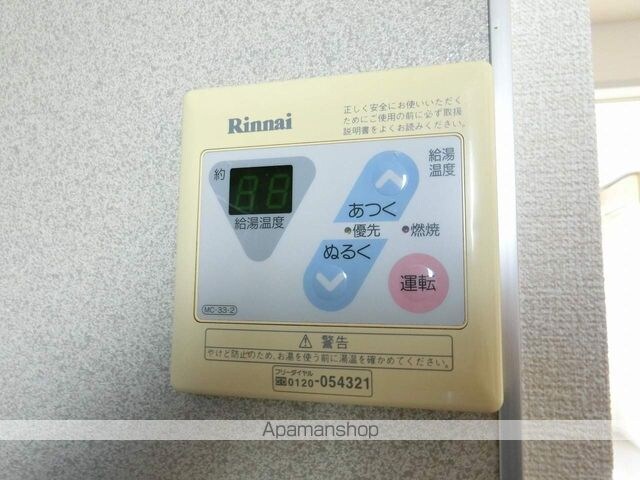 Rinnai
正しく安全にお使いいただく
ためにご使用の前に必ず取扱
説明書をよくお読みください。
約
88
給湯温度
給湯
温度
あつく
優先
燃焼
ぬるく
運転
MC-33-2
⚠ 警告
やけど防止のため、お湯を使う前に湯温を確かめてください。
フリーダイヤル
0120-054321
Apamanshop